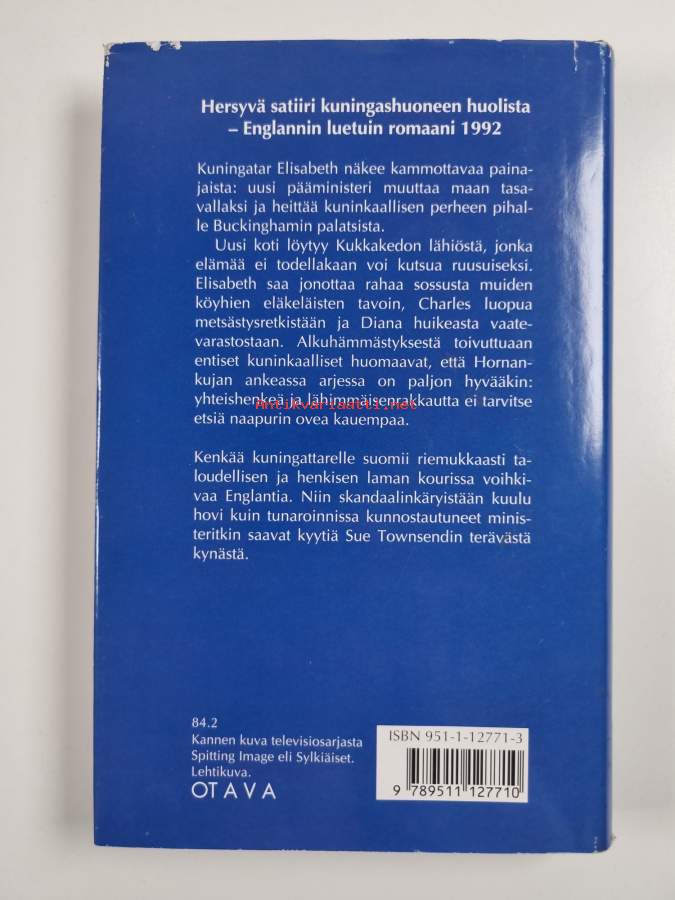 Hersyvä satiiri kuningashuoneen huolista
– Englannin luetuin romaani 1992
Kuningatar Elisabeth näkee kammottavaa paina-
jaista: uusi pääministeri muuttaa maan tasa-
vallaksi ja heittää kuninkaallisen perheen pihal-
le Buckinghamin palatsista.
Uusi koti löytyy Kukkakedon lähiöstä, jonka
elämää ei todellakaan voi kutsua ruusuiseksi.
Elisabeth saa jonottaa rahaa sossusta muiden
köyhien eläkeläisten tavoin, Charles luopua
metsästysretkistään ja Diana huikeasta vaate-
varastostaan. Alkuhämmästyksestä toivuttuaan
entiset kuninkaalliset huomaavat, että Hornan-
kujan ankeassa arjessa on paljon hyvääkin:
yhteishenkeä ja lähimmäisenrakkautta ei tarvitse
Antikvariaatti.net
etsiä naapurin ovea kauempaa.
Kenkää kuningattarelle suomii riemukkaasti ta-
loudellisen ja henkisen laman kourissa voihki-
vaa Englantia. Niin skandaalinkäryistään kuulu
hovi kuin tunaroinnissa kunnostautuneet minis-
teritkin saavat kyytiä Sue Townsendin terävästä
kynästä.
84.2
Kannen kuva televisiosarjasta
Spitting Image eli Sylkiäiset.
Lehtikuva.
OTAVA
ISBN 951-1-12771-3
9 789511 127710